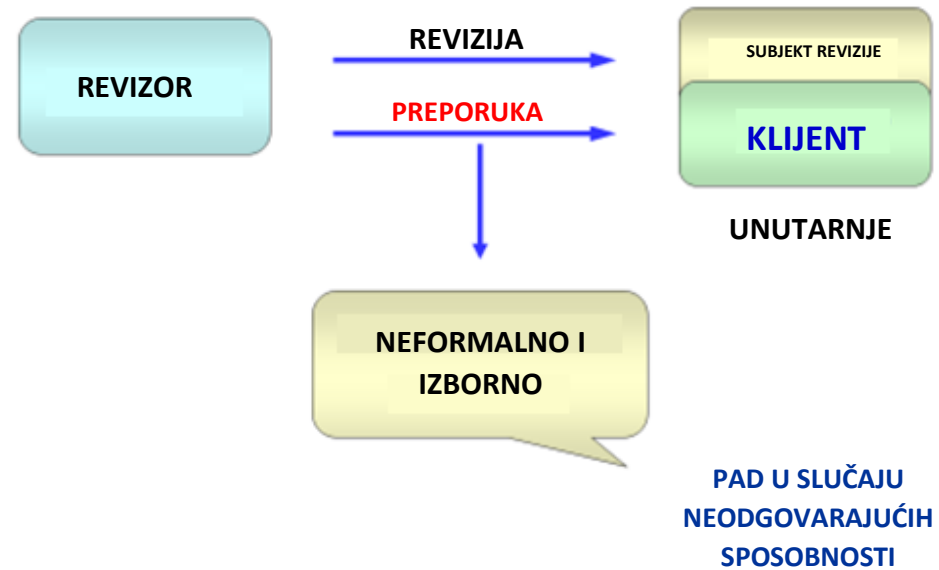 REVIZOR
REVIZIJA
PREPORUKA
SUBJEKT REVIZIJE
KLIJENT
UNUTARNJE
NEFORMALNO I
IZBORNO
PAD U SLUČAJU
NEODGOVARAJUĆIH
SPOSOBNOSTI